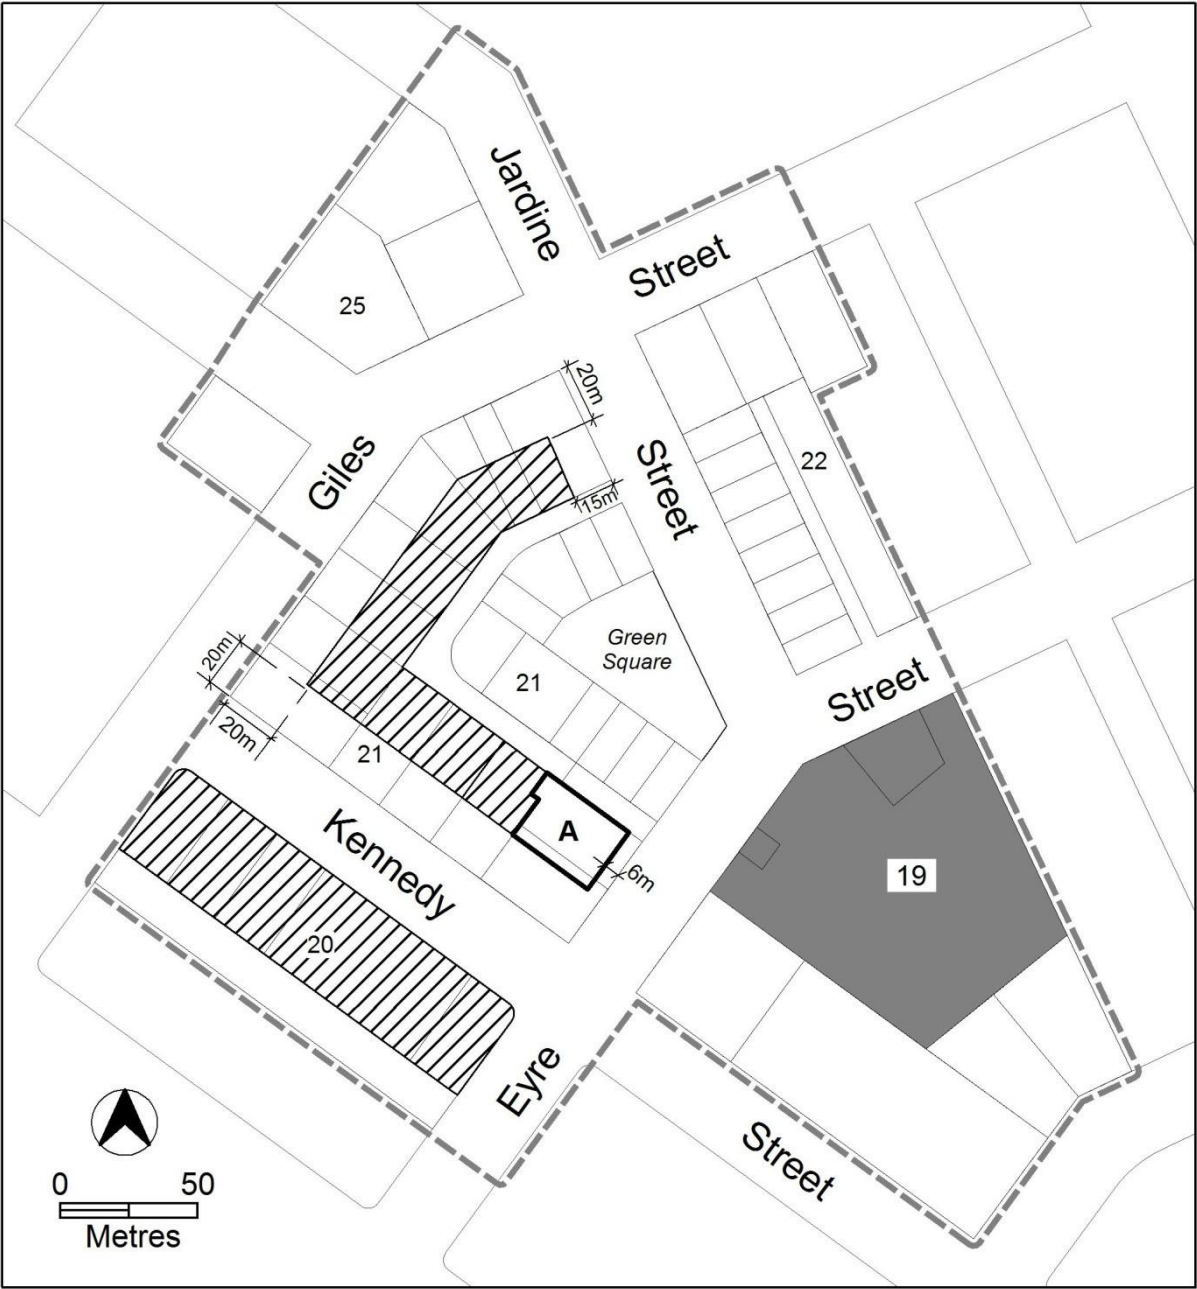 Jardine
Street
25
20m
Giles
Street
22
15m
Green
Square
20m
21
Street
20m
21
A
Kennedy
6m
19
20
Eyre
Street
0 50
Metres